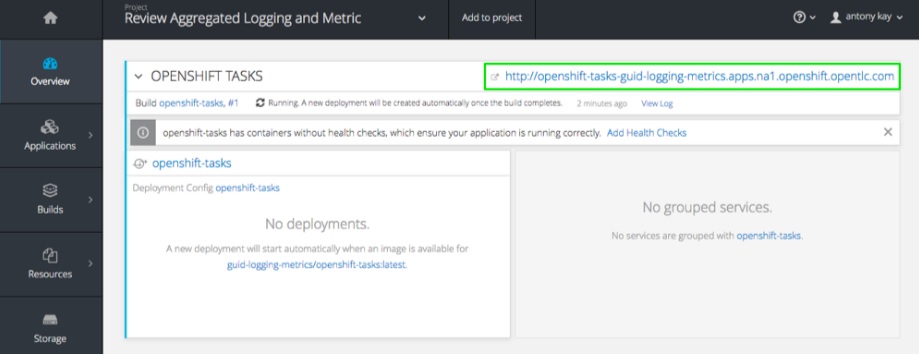 Project
Review Aggregated Logging and Metric
Add to project
antony kay
Overview
Applications
Builds
Resources
Storage
OPENSHIFT TASKS
http://openshift-tasks-guid-logging-metrics.apps.na1.openshift.opentlc.com
Build openshift-tasks, #1 Running. A new deployment will be created automatically once the build completes. 2 minutes ago View Log
openshift-tasks has containers without health checks, which ensure your application is running correctly. Add Health Checks
openshift-tasks
Deployment Config openshift-tasks
No deployments.
A new deployment will start automatically when an image is available for
guid-logging-metrics/openshift-tasks:latest.
No grouped services.
No services are grouped with openshift-tasks.